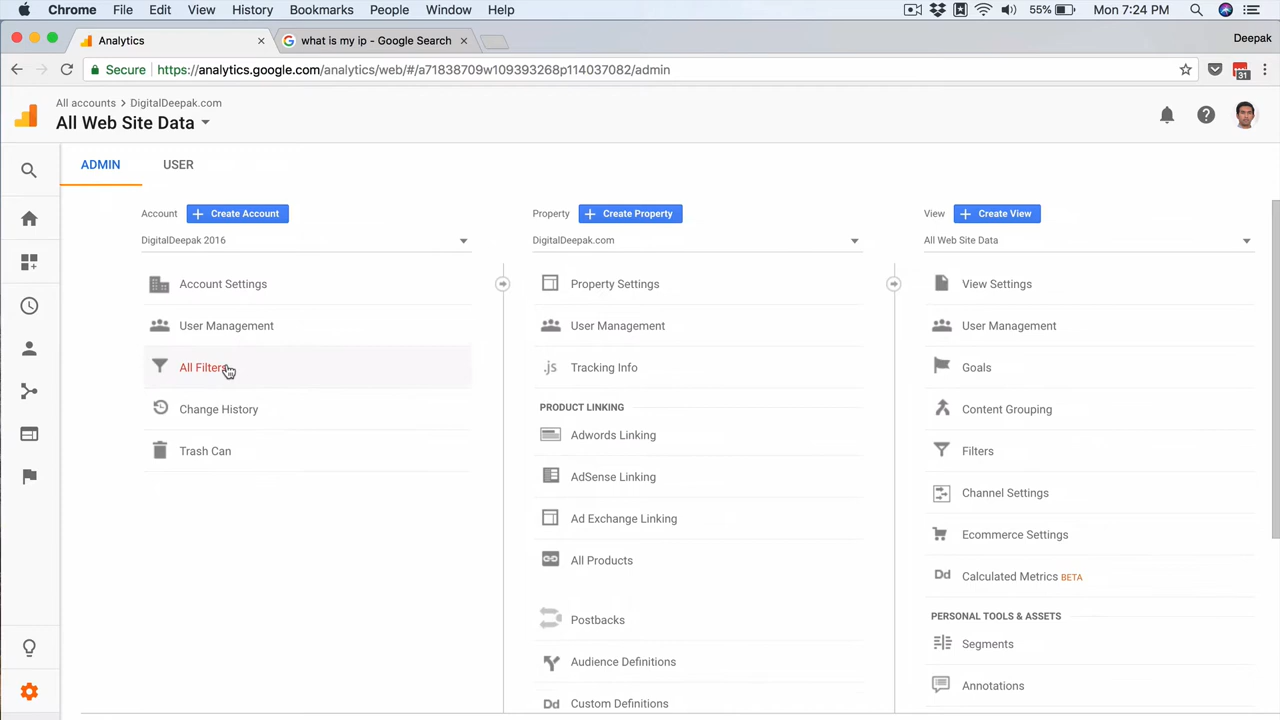 Chrome File Edit View History Bookmarks People Window Help 55% Mon 7:24 PM
Analytics what is my ip - Google Search Deepak
Secure https://analytics.google.com/analytics/web/#/a71838709w109393268p114037082/admin 31
All accounts > DigitalDeepak.com
All Web Site Data
ADMIN USER
Account + Create Account
DigitalDeepak 2016
Account Settings
User Management
All Filters
Change History
Trash Can
Property + Create Property
DigitalDeepak.com
Property Settings
User Management
.js Tracking Info
PRODUCT LINKING
Adwords Linking
AdSense Linking
Ad Exchange Linking
All Products
Postbacks
Audience Definitions
Dd Custom Definitions
View + Create View
All Web Site Data
View Settings
User Management
Goals
Content Grouping
Filters
Channel Settings
Ecommerce Settings
Dd Calculated Metrics BETA
PERSONAL TOOLS & ASSETS
Segments
Annotations